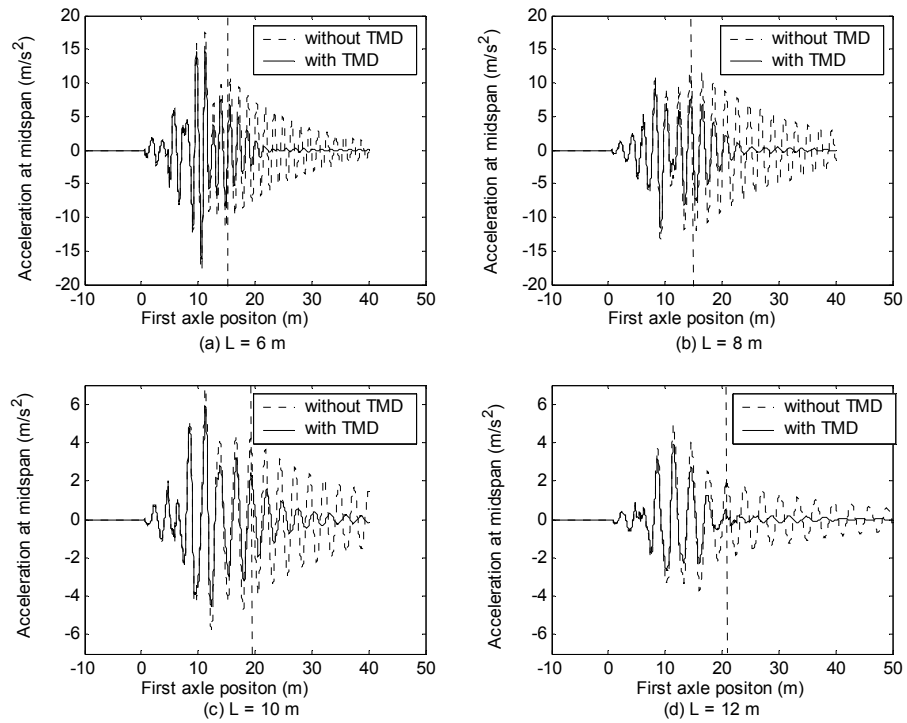 20
15
10
5
0
-5
-10
-15
-20
Acceleration at midspan (m/s²)
without TMD
with TMD
-10 0 10 20 30 40 50
First axle positon (m)
(a) L = 6 m
20
15
10
5
0
-5
-10
-15
-20
Acceleration at midspan (m/s²)
without TMD
with TMD
-10 0 10 20 30 40 50
First axle positon (m)
(b) L = 8 m
6
4
2
0
-2
-4
-6
Acceleration at midspan (m/s²)
without TMD
with TMD
-10 0 10 20 30 40 50
First axle positon (m)
(c) L = 10 m
6
4
2
0
-2
-4
-6
Acceleration at midspan (m/s²)
without TMD
with TMD
-10 0 10 20 30 40 50
First axle positon (m)
(d) L = 12 m